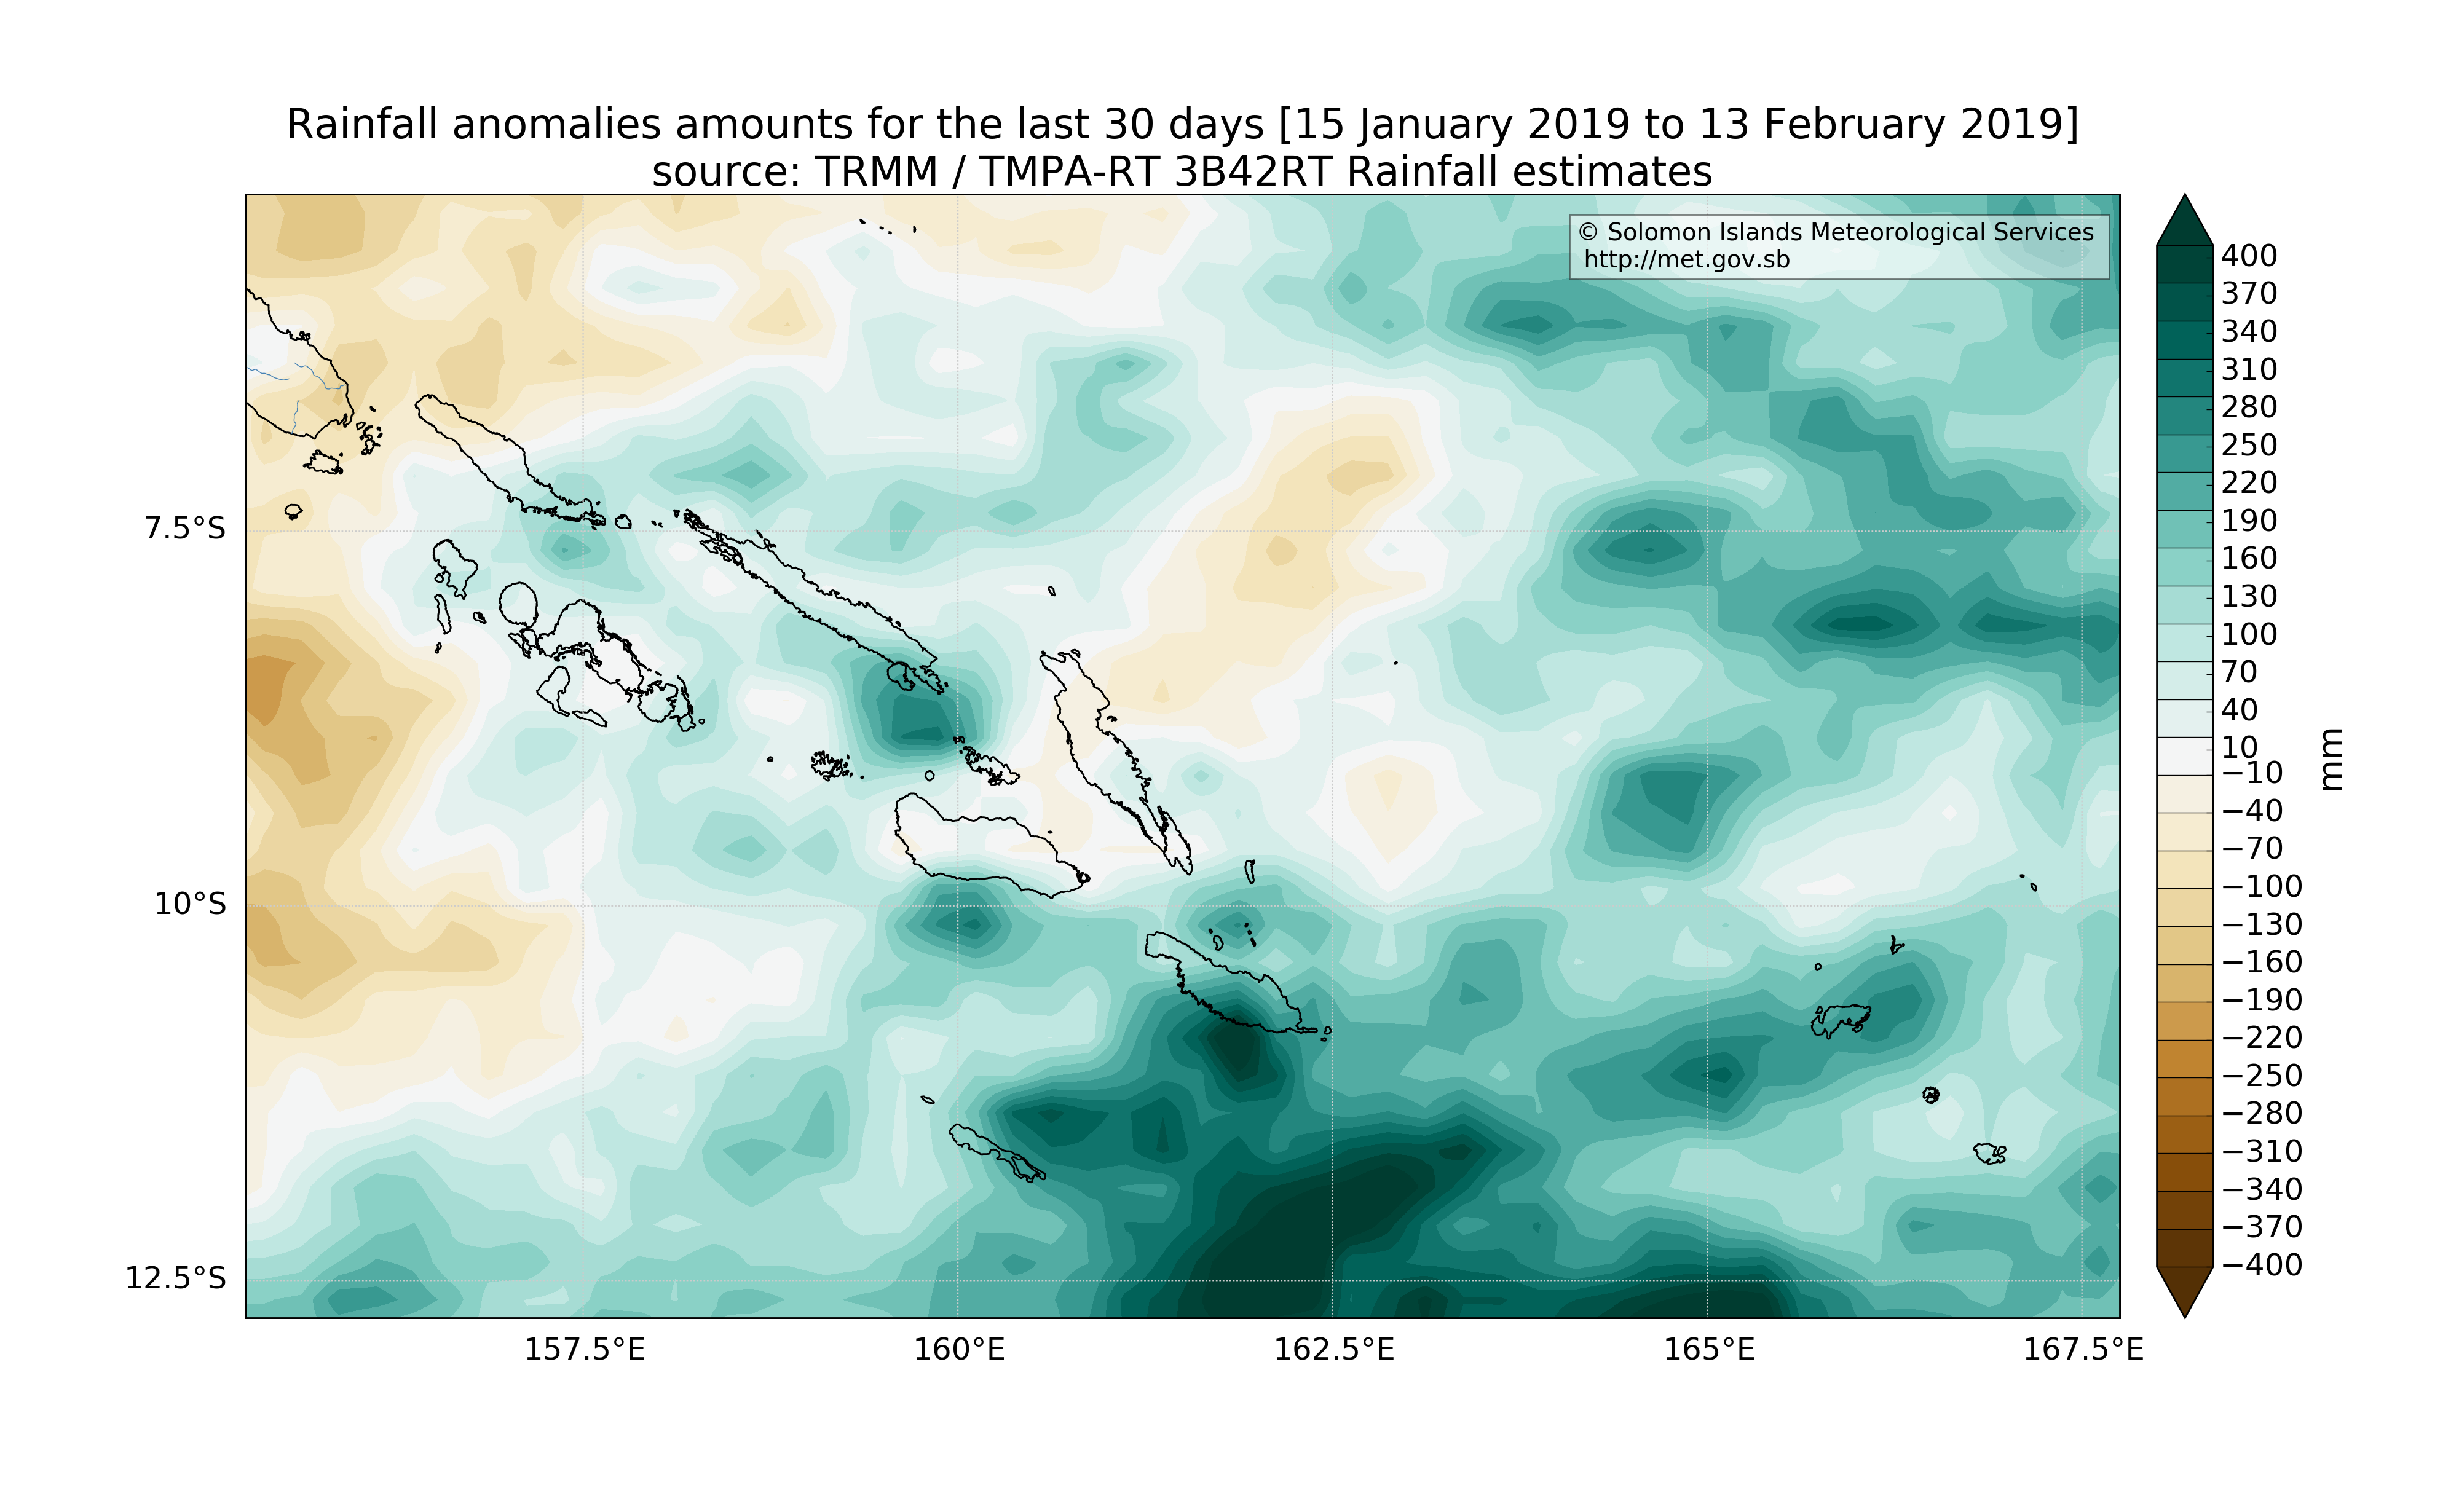 Rainfall anomalies amounts for the last 30 days [15 January 2019 to 13 February 2019]
source: TRMM / TMPA-RT 3B42RT Rainfall estimates
© Solomon Islands Meteorological Services
http://met.gov.sb
7.5°S
10°S
12.5°S
157.5°E
160°E
162.5°E
165°E
167.5°E
400
370
340
310
280
250
220
190
160
130
100
70
40
10
−10
−40
−70
−100
−130
−160
−190
−220
−250
−280
−310
−340
−370
−400
mm